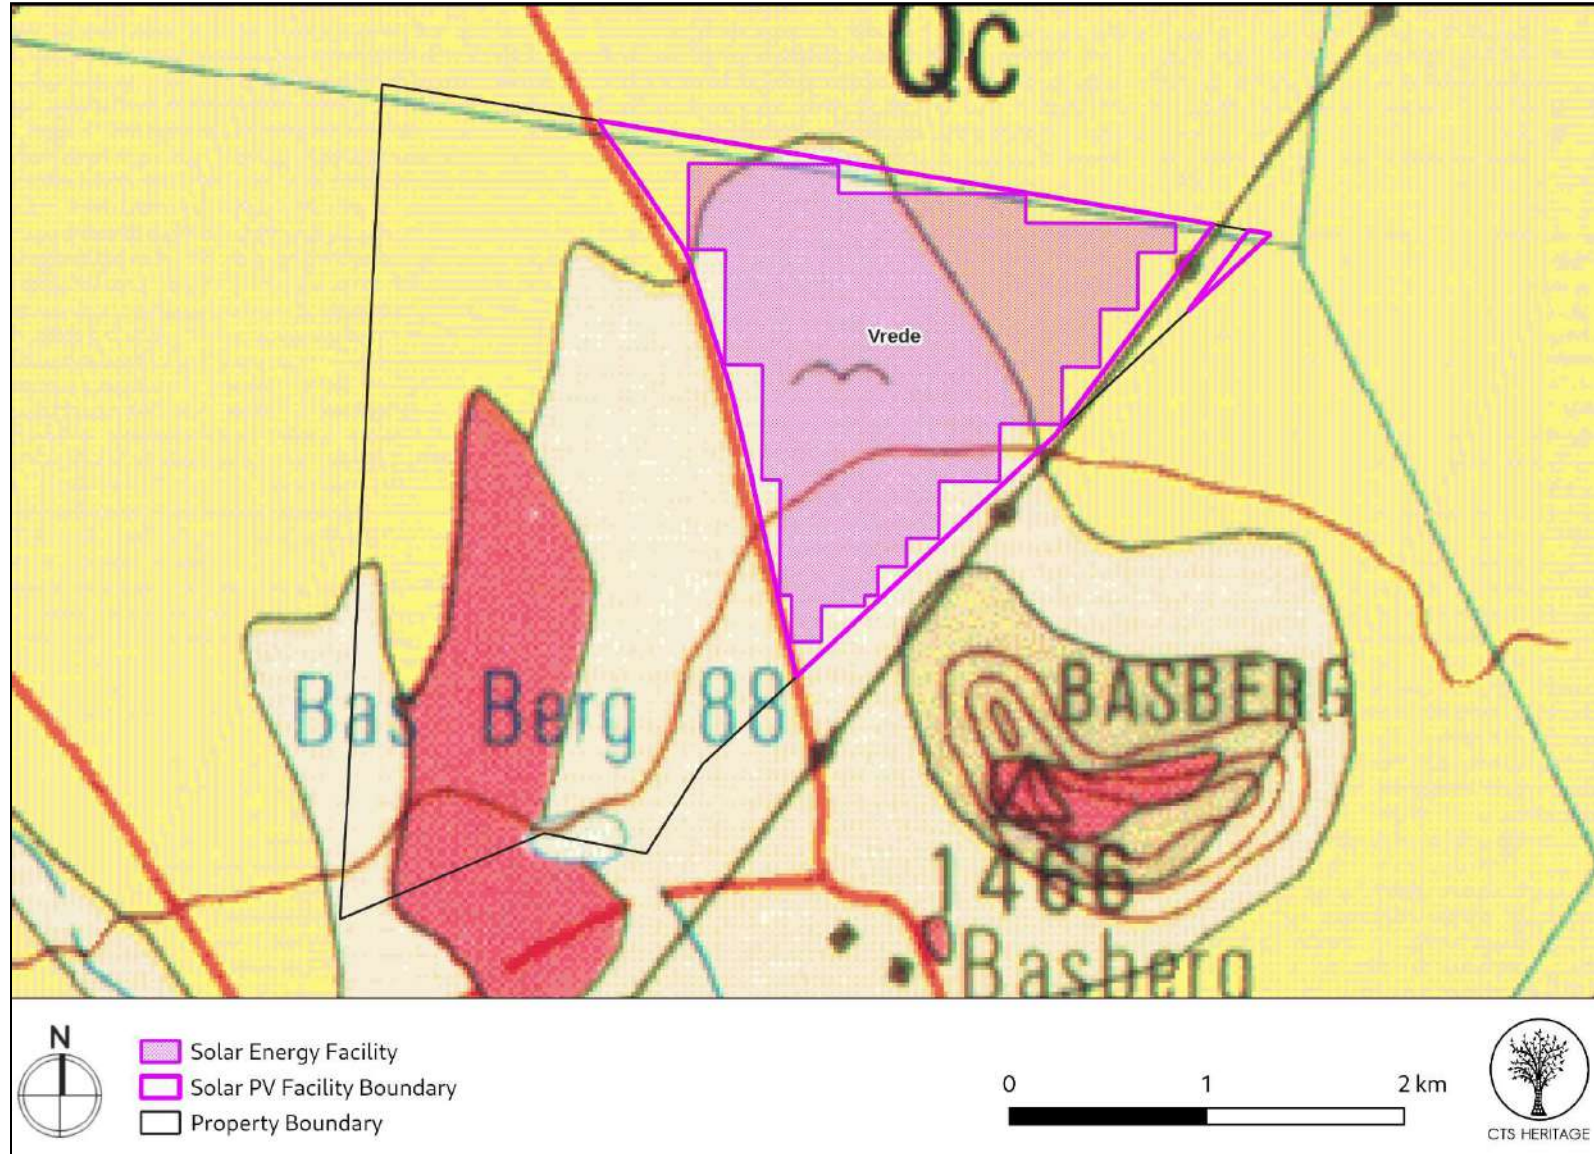 Qc
Vrede
Bas Berg 88
BASBERG
1466
Basberg
N
Solar Energy Facility
Solar PV Facility Boundary
Property Boundary
0 1 2 km
CTS HERITAGE